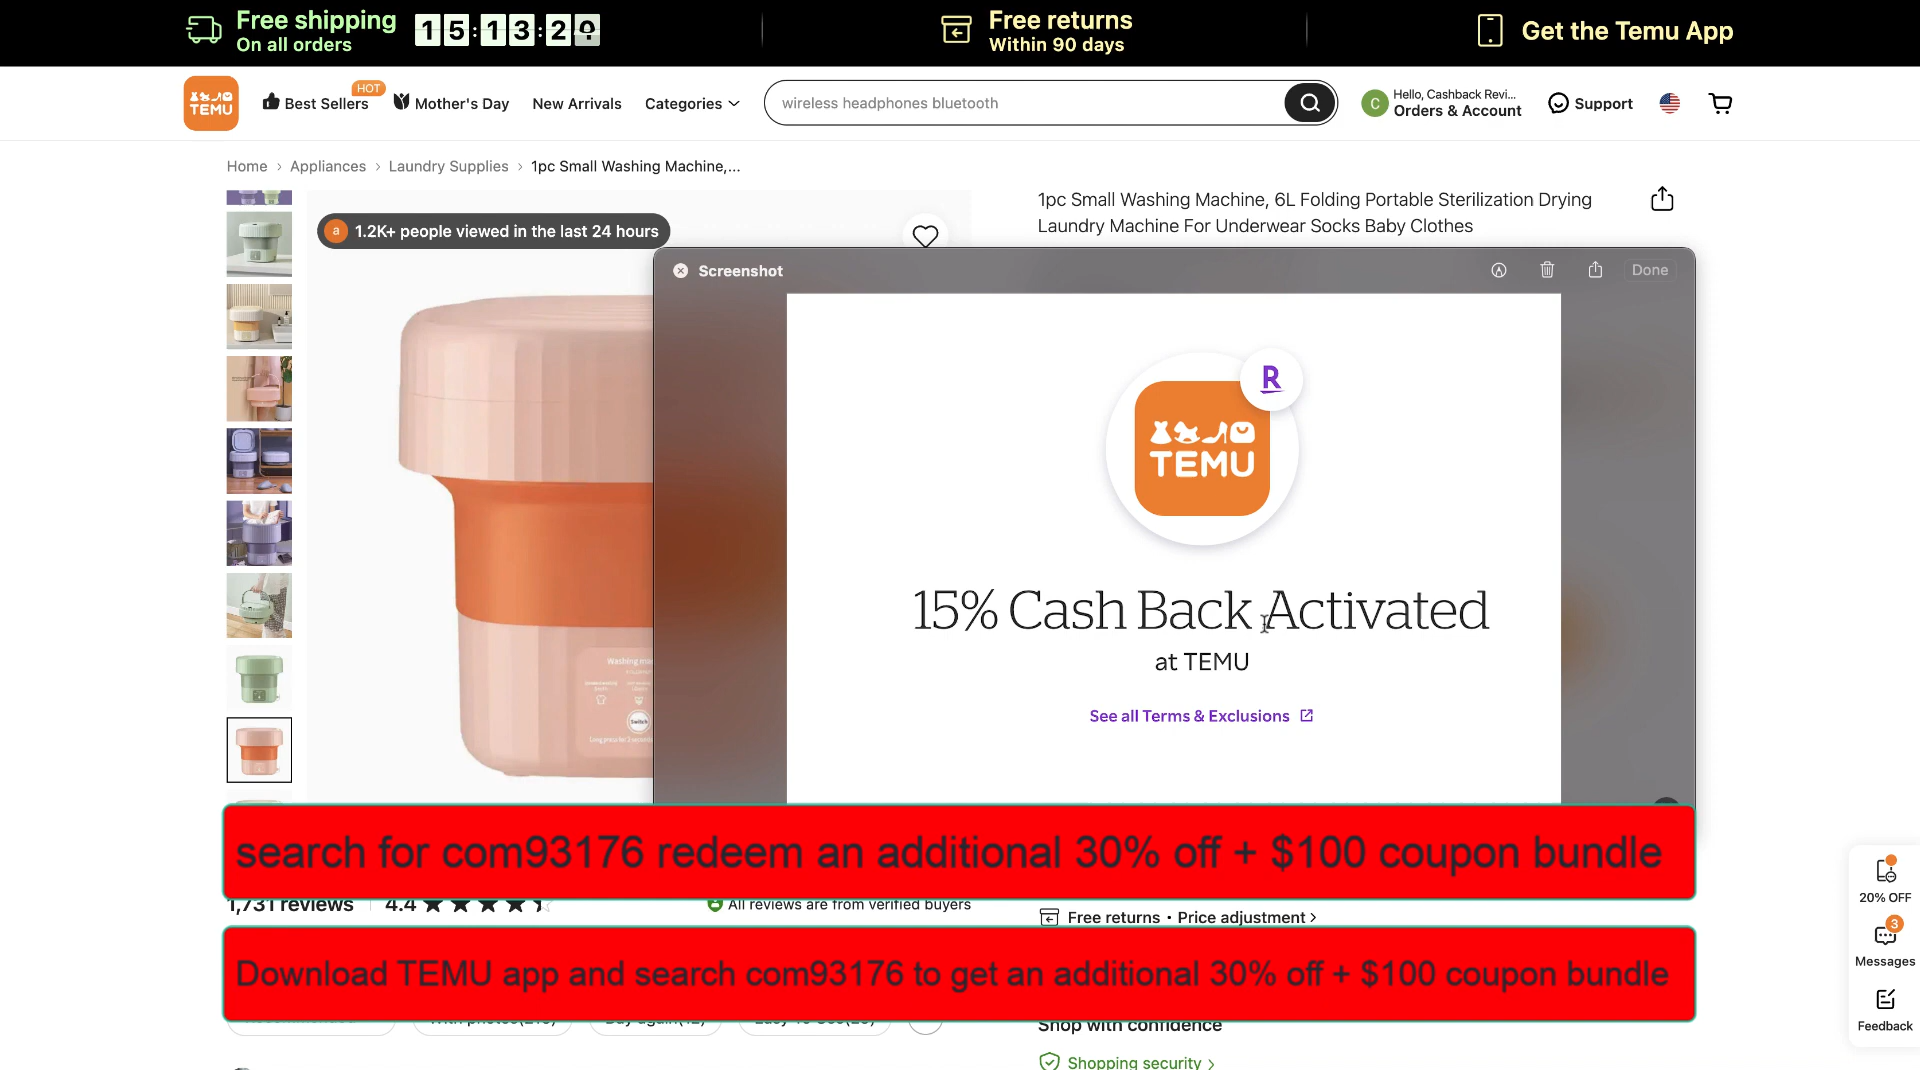 Free shipping
On all orders
15:13:2
Free returns
Within 90 days
Get the Temu App
TEMU
Best Sellers
HOT
Mother's Day
New Arrivals
Categories
wireless headphones bluetooth
C
Hello, Cashback Revi...
Orders & Account
Support
Home › Appliances › Laundry Supplies › 1pc Small Washing Machine,...
a 1.2K+ people viewed in the last 24 hours
1pc Small Washing Machine, 6L Folding Portable Sterilization Drying
Laundry Machine For Underwear Socks Baby Clothes
Screenshot
Done
R
TEMU
15% Cash Back Activated
at TEMU
See all Terms & Exclusions
Washing
Switch
search for com93176 redeem an additional 30% off + $100 coupon bundle
1,731 reviews
4.4
All reviews are from verified buyers
Free returns • Price adjustment ›
Download TEMU app and search com93176 to get an additional 30% off + $100 coupon bundle
Shop with confidence
Shopping security ›
20% OFF
3
Messages
Feedback